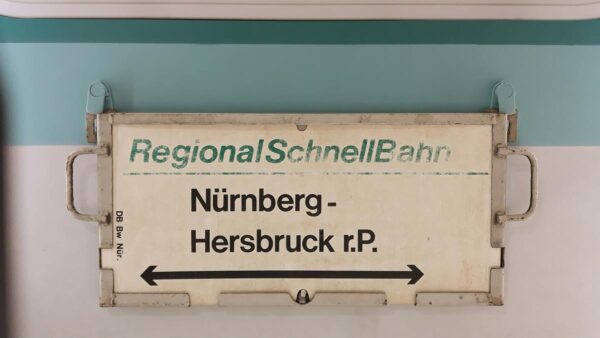 RegionalSchnellBahn
Nürnberg -
Hersbruck r.P.
DB Bw Nür.